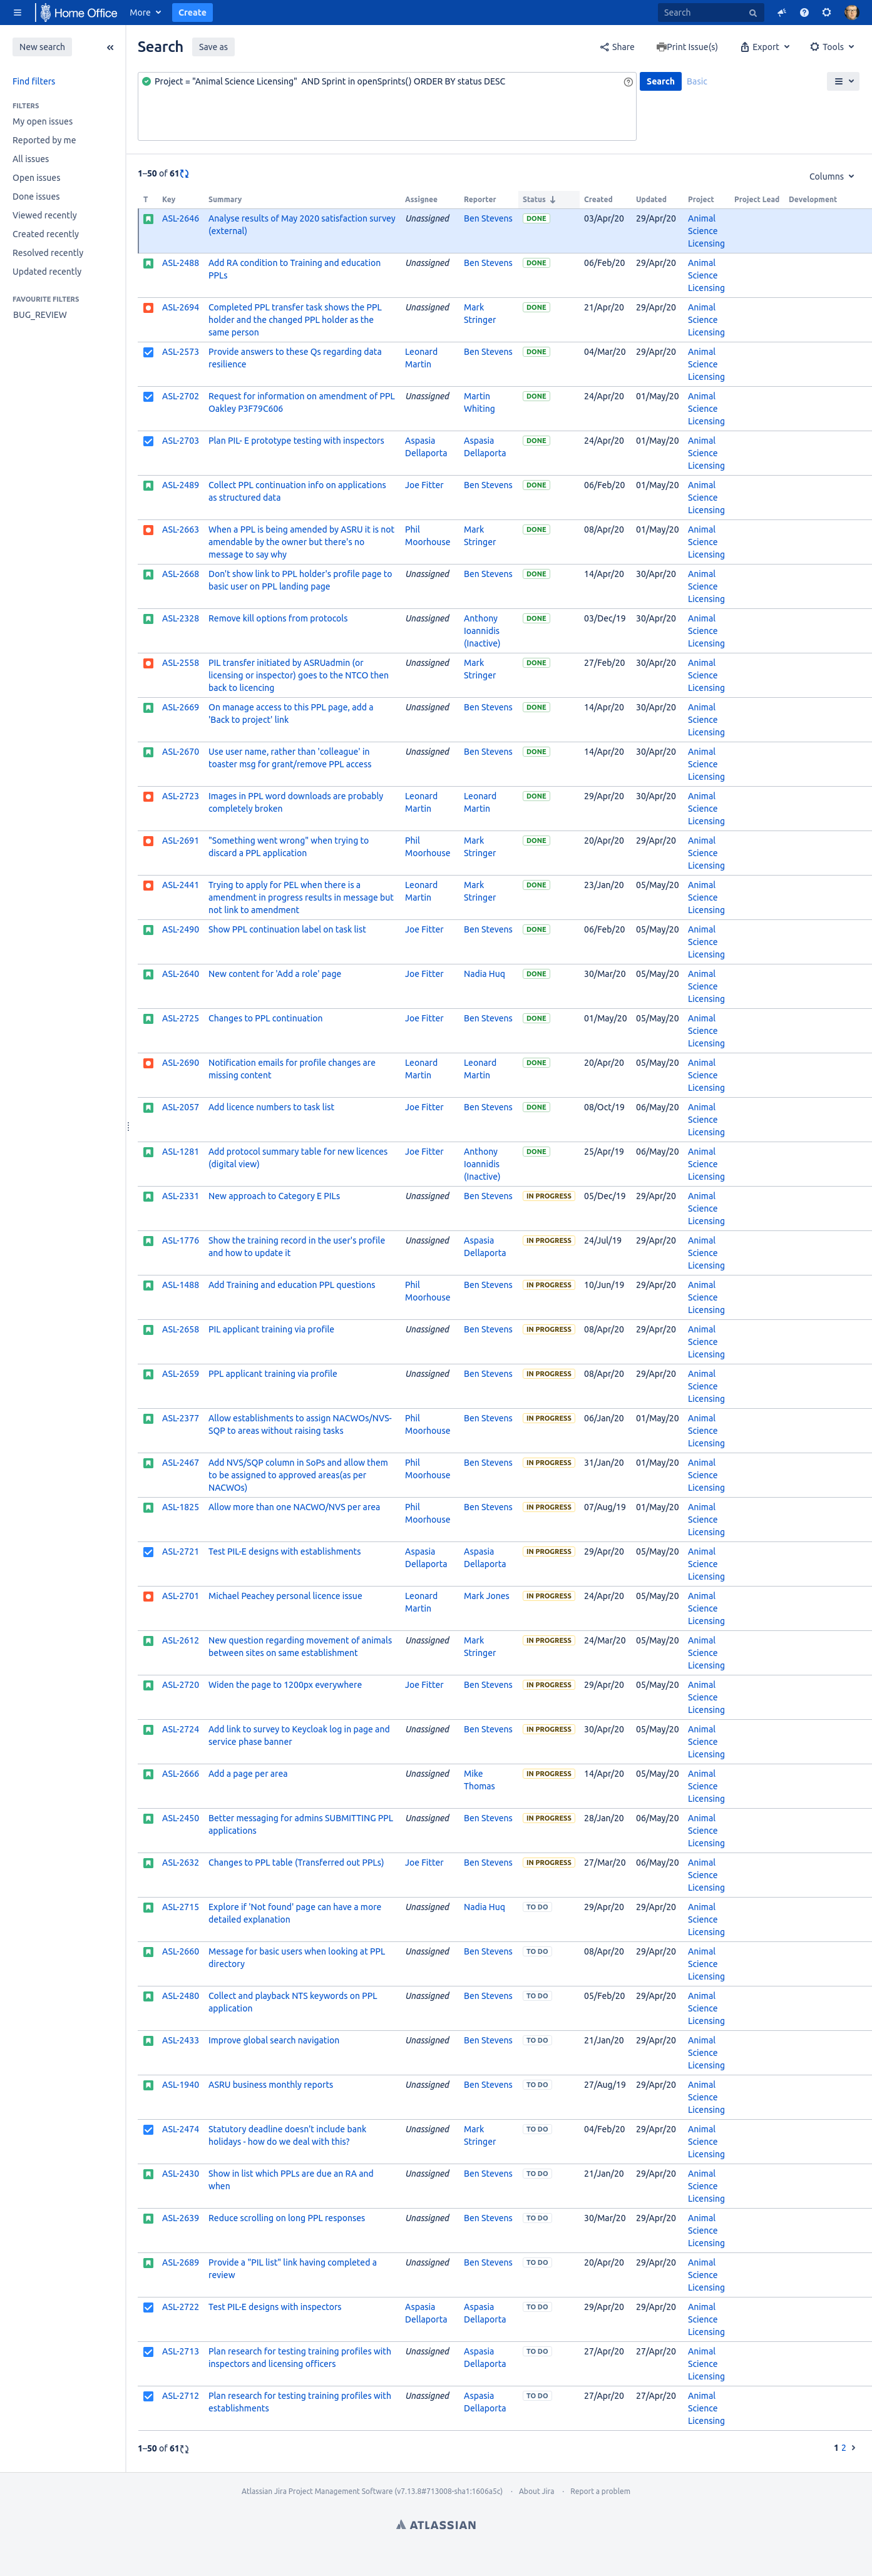 Home Office More Create Search
New search
Find filters
FILTERS
My open issues
Reported by me
All issues
Open issues
Done issues
Viewed recently
Created recently
Resolved recently
Updated recently
FAVOURITE FILTERS
BUG_REVIEW
Search Save as Share Print Issue(s) Export Tools
Project = "Animal Science Licensing"  AND Sprint in openSprints() ORDER BY status DESC Search Basic
1–50 of 61 Columns
T Key Summary Assignee Reporter Status Created Updated Project Project Lead Development
ASL-2646 Analyse results of May 2020 satisfaction survey Unassigned Ben Stevens DONE 03/Apr/20 29/Apr/20 Animal
(external) Science
Licensing
ASL-2488 Add RA condition to Training and education Unassigned Ben Stevens DONE 06/Feb/20 29/Apr/20 Animal
PPLs Science
Licensing
ASL-2694 Completed PPL transfer task shows the PPL Unassigned Mark DONE 21/Apr/20 29/Apr/20 Animal
holder and the changed PPL holder as the Stringer Science
same person Licensing
ASL-2573 Provide answers to these Qs regarding data Leonard Ben Stevens DONE 04/Mar/20 29/Apr/20 Animal
resilience Martin Science
Licensing
ASL-2702 Request for information on amendment of PPL Unassigned Martin DONE 24/Apr/20 01/May/20 Animal
Oakley P3F79C606 Whiting Science
Licensing
ASL-2703 Plan PIL- E prototype testing with inspectors Aspasia Aspasia DONE 24/Apr/20 01/May/20 Animal
Dellaporta Dellaporta Science
Licensing
ASL-2489 Collect PPL continuation info on applications Joe Fitter Ben Stevens DONE 06/Feb/20 01/May/20 Animal
as structured data Science
Licensing
ASL-2663 When a PPL is being amended by ASRU it is not Phil Mark DONE 08/Apr/20 01/May/20 Animal
amendable by the owner but there's no Moorhouse Stringer Science
message to say why Licensing
ASL-2668 Don't show link to PPL holder's profile page to Unassigned Ben Stevens DONE 14/Apr/20 30/Apr/20 Animal
basic user on PPL landing page Science
Licensing
ASL-2328 Remove kill options from protocols Unassigned Anthony DONE 03/Dec/19 30/Apr/20 Animal
Ioannidis Science
(Inactive) Licensing
ASL-2558 PIL transfer initiated by ASRUadmin (or Unassigned Mark DONE 27/Feb/20 30/Apr/20 Animal
licensing or inspector) goes to the NTCO then Stringer Science
back to licencing Licensing
ASL-2669 On manage access to this PPL page, add a Unassigned Ben Stevens DONE 14/Apr/20 30/Apr/20 Animal
'Back to project' link Science
Licensing
ASL-2670 Use user name, rather than 'colleague' in Unassigned Ben Stevens DONE 14/Apr/20 30/Apr/20 Animal
toaster msg for grant/remove PPL access Science
Licensing
ASL-2723 Images in PPL word downloads are probably Leonard Leonard DONE 29/Apr/20 30/Apr/20 Animal
completely broken Martin Martin Science
Licensing
ASL-2691 "Something went wrong" when trying to Phil Mark DONE 20/Apr/20 29/Apr/20 Animal
discard a PPL application Moorhouse Stringer Science
Licensing
ASL-2441 Trying to apply for PEL when there is a Leonard Mark DONE 23/Jan/20 05/May/20 Animal
amendment in progress results in message but Martin Stringer Science
not link to amendment Licensing
ASL-2490 Show PPL continuation label on task list Joe Fitter Ben Stevens DONE 06/Feb/20 05/May/20 Animal
Science
Licensing
ASL-2640 New content for 'Add a role' page Joe Fitter Nadia Huq DONE 30/Mar/20 05/May/20 Animal
Science
Licensing
ASL-2725 Changes to PPL continuation Joe Fitter Ben Stevens DONE 01/May/20 05/May/20 Animal
Science
Licensing
ASL-2690 Notification emails for profile changes are Leonard Leonard DONE 20/Apr/20 05/May/20 Animal
missing content Martin Martin Science
Licensing
ASL-2057 Add licence numbers to task list Joe Fitter Ben Stevens DONE 08/Oct/19 06/May/20 Animal
Science
Licensing
ASL-1281 Add protocol summary table for new licences Joe Fitter Anthony DONE 25/Apr/19 06/May/20 Animal
(digital view) Ioannidis Science
(Inactive) Licensing
ASL-2331 New approach to Category E PILs Unassigned Ben Stevens IN PROGRESS 05/Dec/19 29/Apr/20 Animal
Science
Licensing
ASL-1776 Show the training record in the user's profile Unassigned Aspasia IN PROGRESS 24/Jul/19 29/Apr/20 Animal
and how to update it Dellaporta Science
Licensing
ASL-1488 Add Training and education PPL questions Phil Ben Stevens IN PROGRESS 10/Jun/19 29/Apr/20 Animal
Moorhouse Science
Licensing
ASL-2658 PIL applicant training via profile Unassigned Ben Stevens IN PROGRESS 08/Apr/20 29/Apr/20 Animal
Science
Licensing
ASL-2659 PPL applicant training via profile Unassigned Ben Stevens IN PROGRESS 08/Apr/20 29/Apr/20 Animal
Science
Licensing
ASL-2377 Allow establishments to assign NACWOs/NVS- Phil Ben Stevens IN PROGRESS 06/Jan/20 01/May/20 Animal
SQP to areas without raising tasks Moorhouse Science
Licensing
ASL-2467 Add NVS/SQP column in SoPs and allow them Phil Ben Stevens IN PROGRESS 31/Jan/20 01/May/20 Animal
to be assigned to approved areas(as per Moorhouse Science
NACWOs) Licensing
ASL-1825 Allow more than one NACWO/NVS per area Phil Ben Stevens IN PROGRESS 07/Aug/19 01/May/20 Animal
Moorhouse Science
Licensing
ASL-2721 Test PIL-E designs with establishments Aspasia Aspasia IN PROGRESS 29/Apr/20 05/May/20 Animal
Dellaporta Dellaporta Science
Licensing
ASL-2701 Michael Peachey personal licence issue Leonard Mark Jones IN PROGRESS 24/Apr/20 05/May/20 Animal
Martin Science
Licensing
ASL-2612 New question regarding movement of animals Unassigned Mark IN PROGRESS 24/Mar/20 05/May/20 Animal
between sites on same establishment Stringer Science
Licensing
ASL-2720 Widen the page to 1200px everywhere Joe Fitter Ben Stevens IN PROGRESS 29/Apr/20 05/May/20 Animal
Science
Licensing
ASL-2724 Add link to survey to Keycloak log in page and Unassigned Ben Stevens IN PROGRESS 30/Apr/20 05/May/20 Animal
service phase banner Science
Licensing
ASL-2666 Add a page per area Unassigned Mike IN PROGRESS 14/Apr/20 05/May/20 Animal
Thomas Science
Licensing
ASL-2450 Better messaging for admins SUBMITTING PPL Unassigned Ben Stevens IN PROGRESS 28/Jan/20 06/May/20 Animal
applications Science
Licensing
ASL-2632 Changes to PPL table (Transferred out PPLs) Joe Fitter Ben Stevens IN PROGRESS 27/Mar/20 06/May/20 Animal
Science
Licensing
ASL-2715 Explore if 'Not found' page can have a more Unassigned Nadia Huq TO DO 29/Apr/20 29/Apr/20 Animal
detailed explanation Science
Licensing
ASL-2660 Message for basic users when looking at PPL Unassigned Ben Stevens TO DO 08/Apr/20 29/Apr/20 Animal
directory Science
Licensing
ASL-2480 Collect and playback NTS keywords on PPL Unassigned Ben Stevens TO DO 05/Feb/20 29/Apr/20 Animal
application Science
Licensing
ASL-2433 Improve global search navigation Unassigned Ben Stevens TO DO 21/Jan/20 29/Apr/20 Animal
Science
Licensing
ASL-1940 ASRU business monthly reports Unassigned Ben Stevens TO DO 27/Aug/19 29/Apr/20 Animal
Science
Licensing
ASL-2474 Statutory deadline doesn't include bank Unassigned Mark TO DO 04/Feb/20 29/Apr/20 Animal
holidays - how do we deal with this? Stringer Science
Licensing
ASL-2430 Show in list which PPLs are due an RA and Unassigned Ben Stevens TO DO 21/Jan/20 29/Apr/20 Animal
when Science
Licensing
ASL-2639 Reduce scrolling on long PPL responses Unassigned Ben Stevens TO DO 30/Mar/20 29/Apr/20 Animal
Science
Licensing
ASL-2689 Provide a "PIL list" link having completed a Unassigned Ben Stevens TO DO 20/Apr/20 29/Apr/20 Animal
review Science
Licensing
ASL-2722 Test PIL-E designs with inspectors Aspasia Aspasia TO DO 29/Apr/20 29/Apr/20 Animal
Dellaporta Dellaporta Science
Licensing
ASL-2713 Plan research for testing training profiles with Unassigned Aspasia TO DO 27/Apr/20 27/Apr/20 Animal
inspectors and licensing officers Dellaporta Science
Licensing
ASL-2712 Plan research for testing training profiles with Unassigned Aspasia TO DO 27/Apr/20 27/Apr/20 Animal
establishments Dellaporta Science
Licensing
1–50 of 61 1 2
Atlassian Jira Project Management Software (v7.13.8#713008-sha1:1606a5c) · About Jira · Report a problem
ATLASSIAN